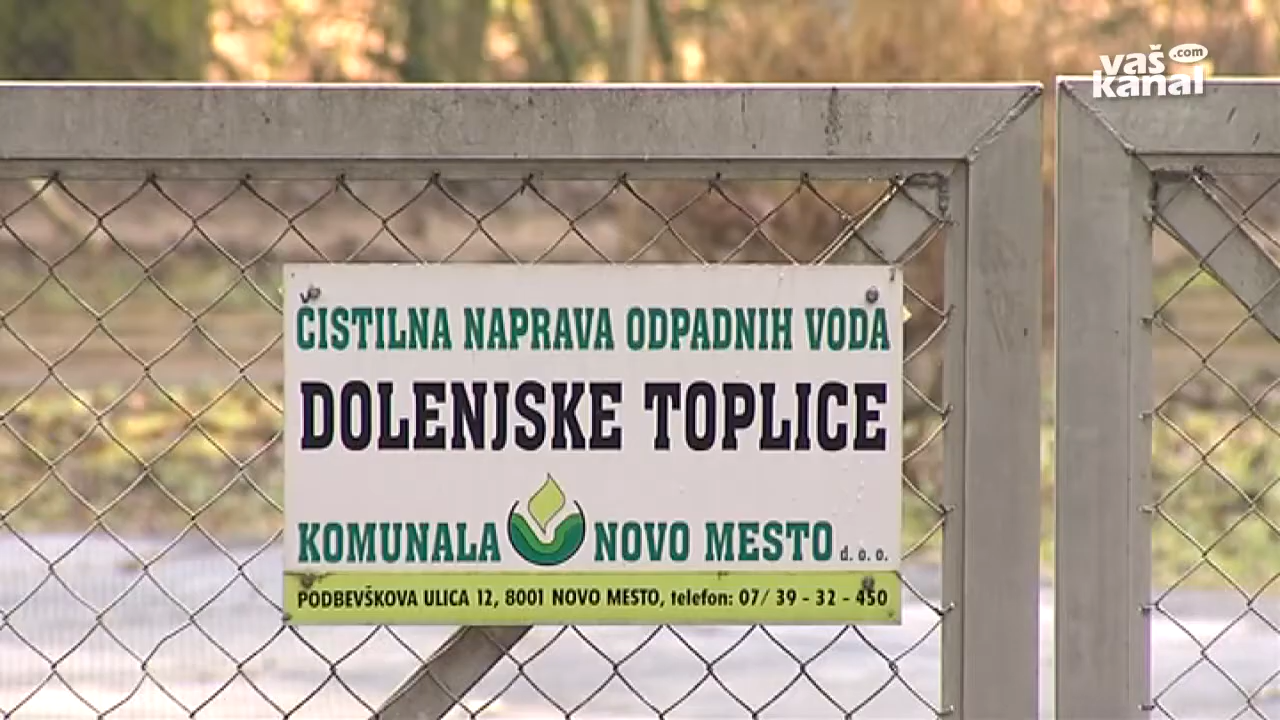 vaš .com
kanal
ČISTILNA NAPRAVA ODPADNIH VODA
DOLENJSKE TOPLICE
KOMUNALA NOVO MESTO d. o. o.
PODBEVŠKOVA ULICA 12, 8001 NOVO MESTO, telefon: 07/ 39 - 32 - 450